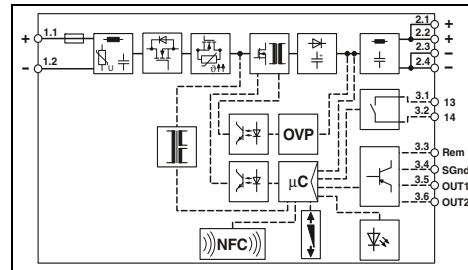 + 1.1
− 1.2
U
ϑ
2.1 +
2.2 +
2.3 −
2.4 −
OVP
µC
3.1 13
3.2 14
3.3 Rem
3.4 SGnd
3.5 OUT1
3.6 OUT2
NFC